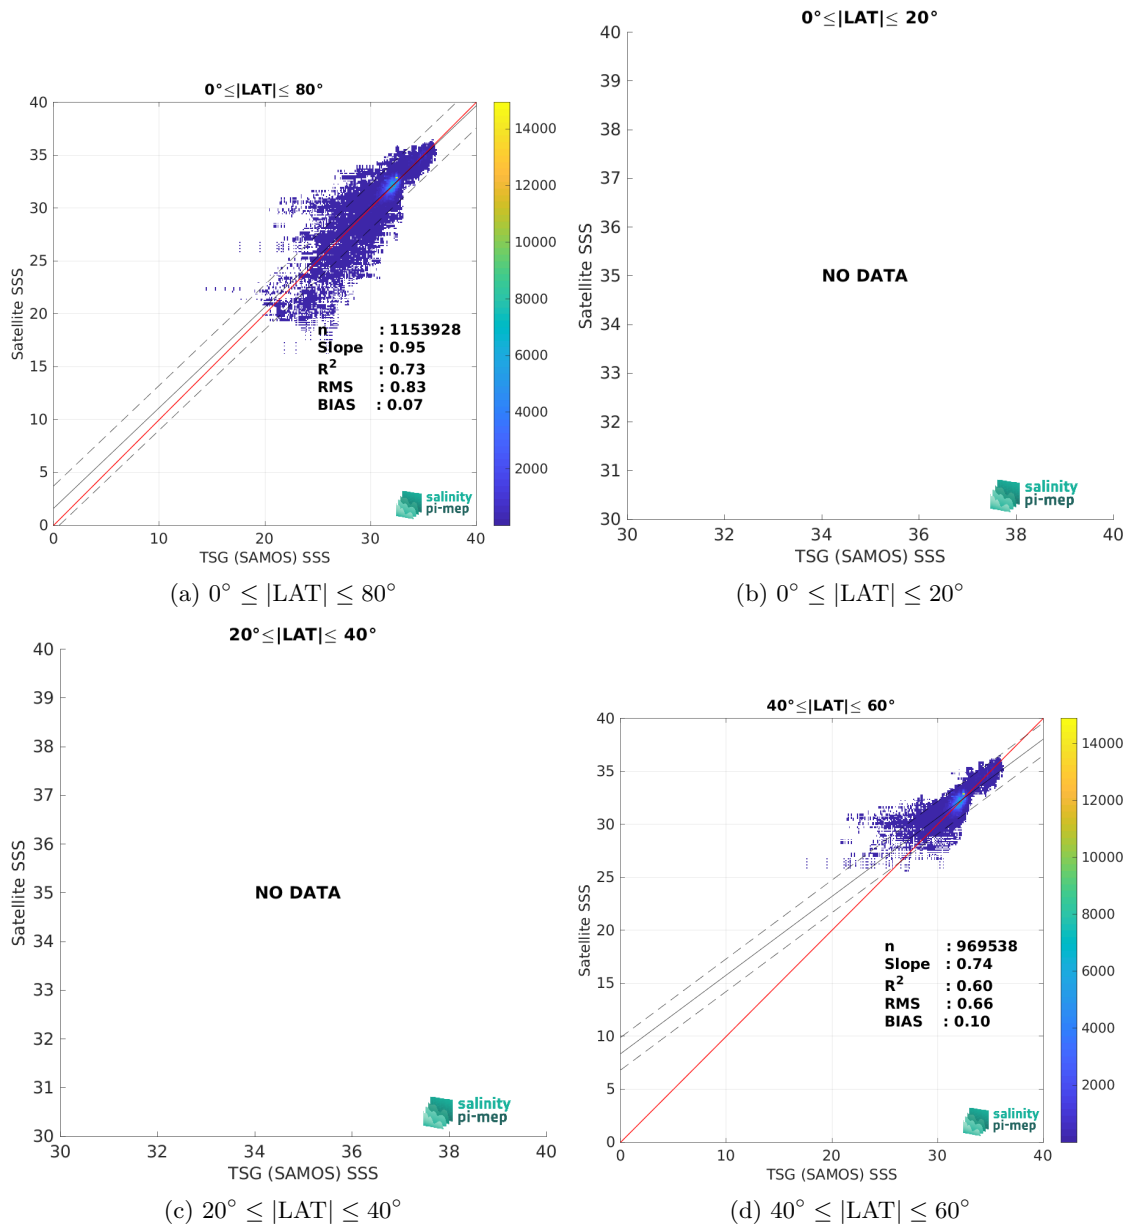 0°≤|LAT|≤ 80°
40
35
30
25
20
15
10
5
0
Satellite SSS
n : 1153928
Slope : 0.95
R² : 0.73
RMS : 0.83
BIAS : 0.07
salinity
pi-mep
0 10 20 30 40
TSG (SAMOS) SSS
14000
12000
10000
8000
6000
4000
2000
(a) 0° ≤ |LAT| ≤ 80°
0°≤|LAT|≤ 20°
40
39
38
37
36
35
34
33
32
31
30
Satellite SSS
NO DATA
salinity
pi-mep
30 32 34 36 38 40
TSG (SAMOS) SSS
(b) 0° ≤ |LAT| ≤ 20°
20°≤|LAT|≤ 40°
40
39
38
37
36
35
34
33
32
31
30
Satellite SSS
NO DATA
salinity
pi-mep
30 32 34 36 38 40
TSG (SAMOS) SSS
(c) 20° ≤ |LAT| ≤ 40°
40°≤|LAT|≤ 60°
40
35
30
25
20
15
10
5
0
Satellite SSS
n : 969538
Slope : 0.74
R² : 0.60
RMS : 0.66
BIAS : 0.10
salinity
pi-mep
0 10 20 30 40
TSG (SAMOS) SSS
14000
12000
10000
8000
6000
4000
2000
(d) 40° ≤ |LAT| ≤ 60°